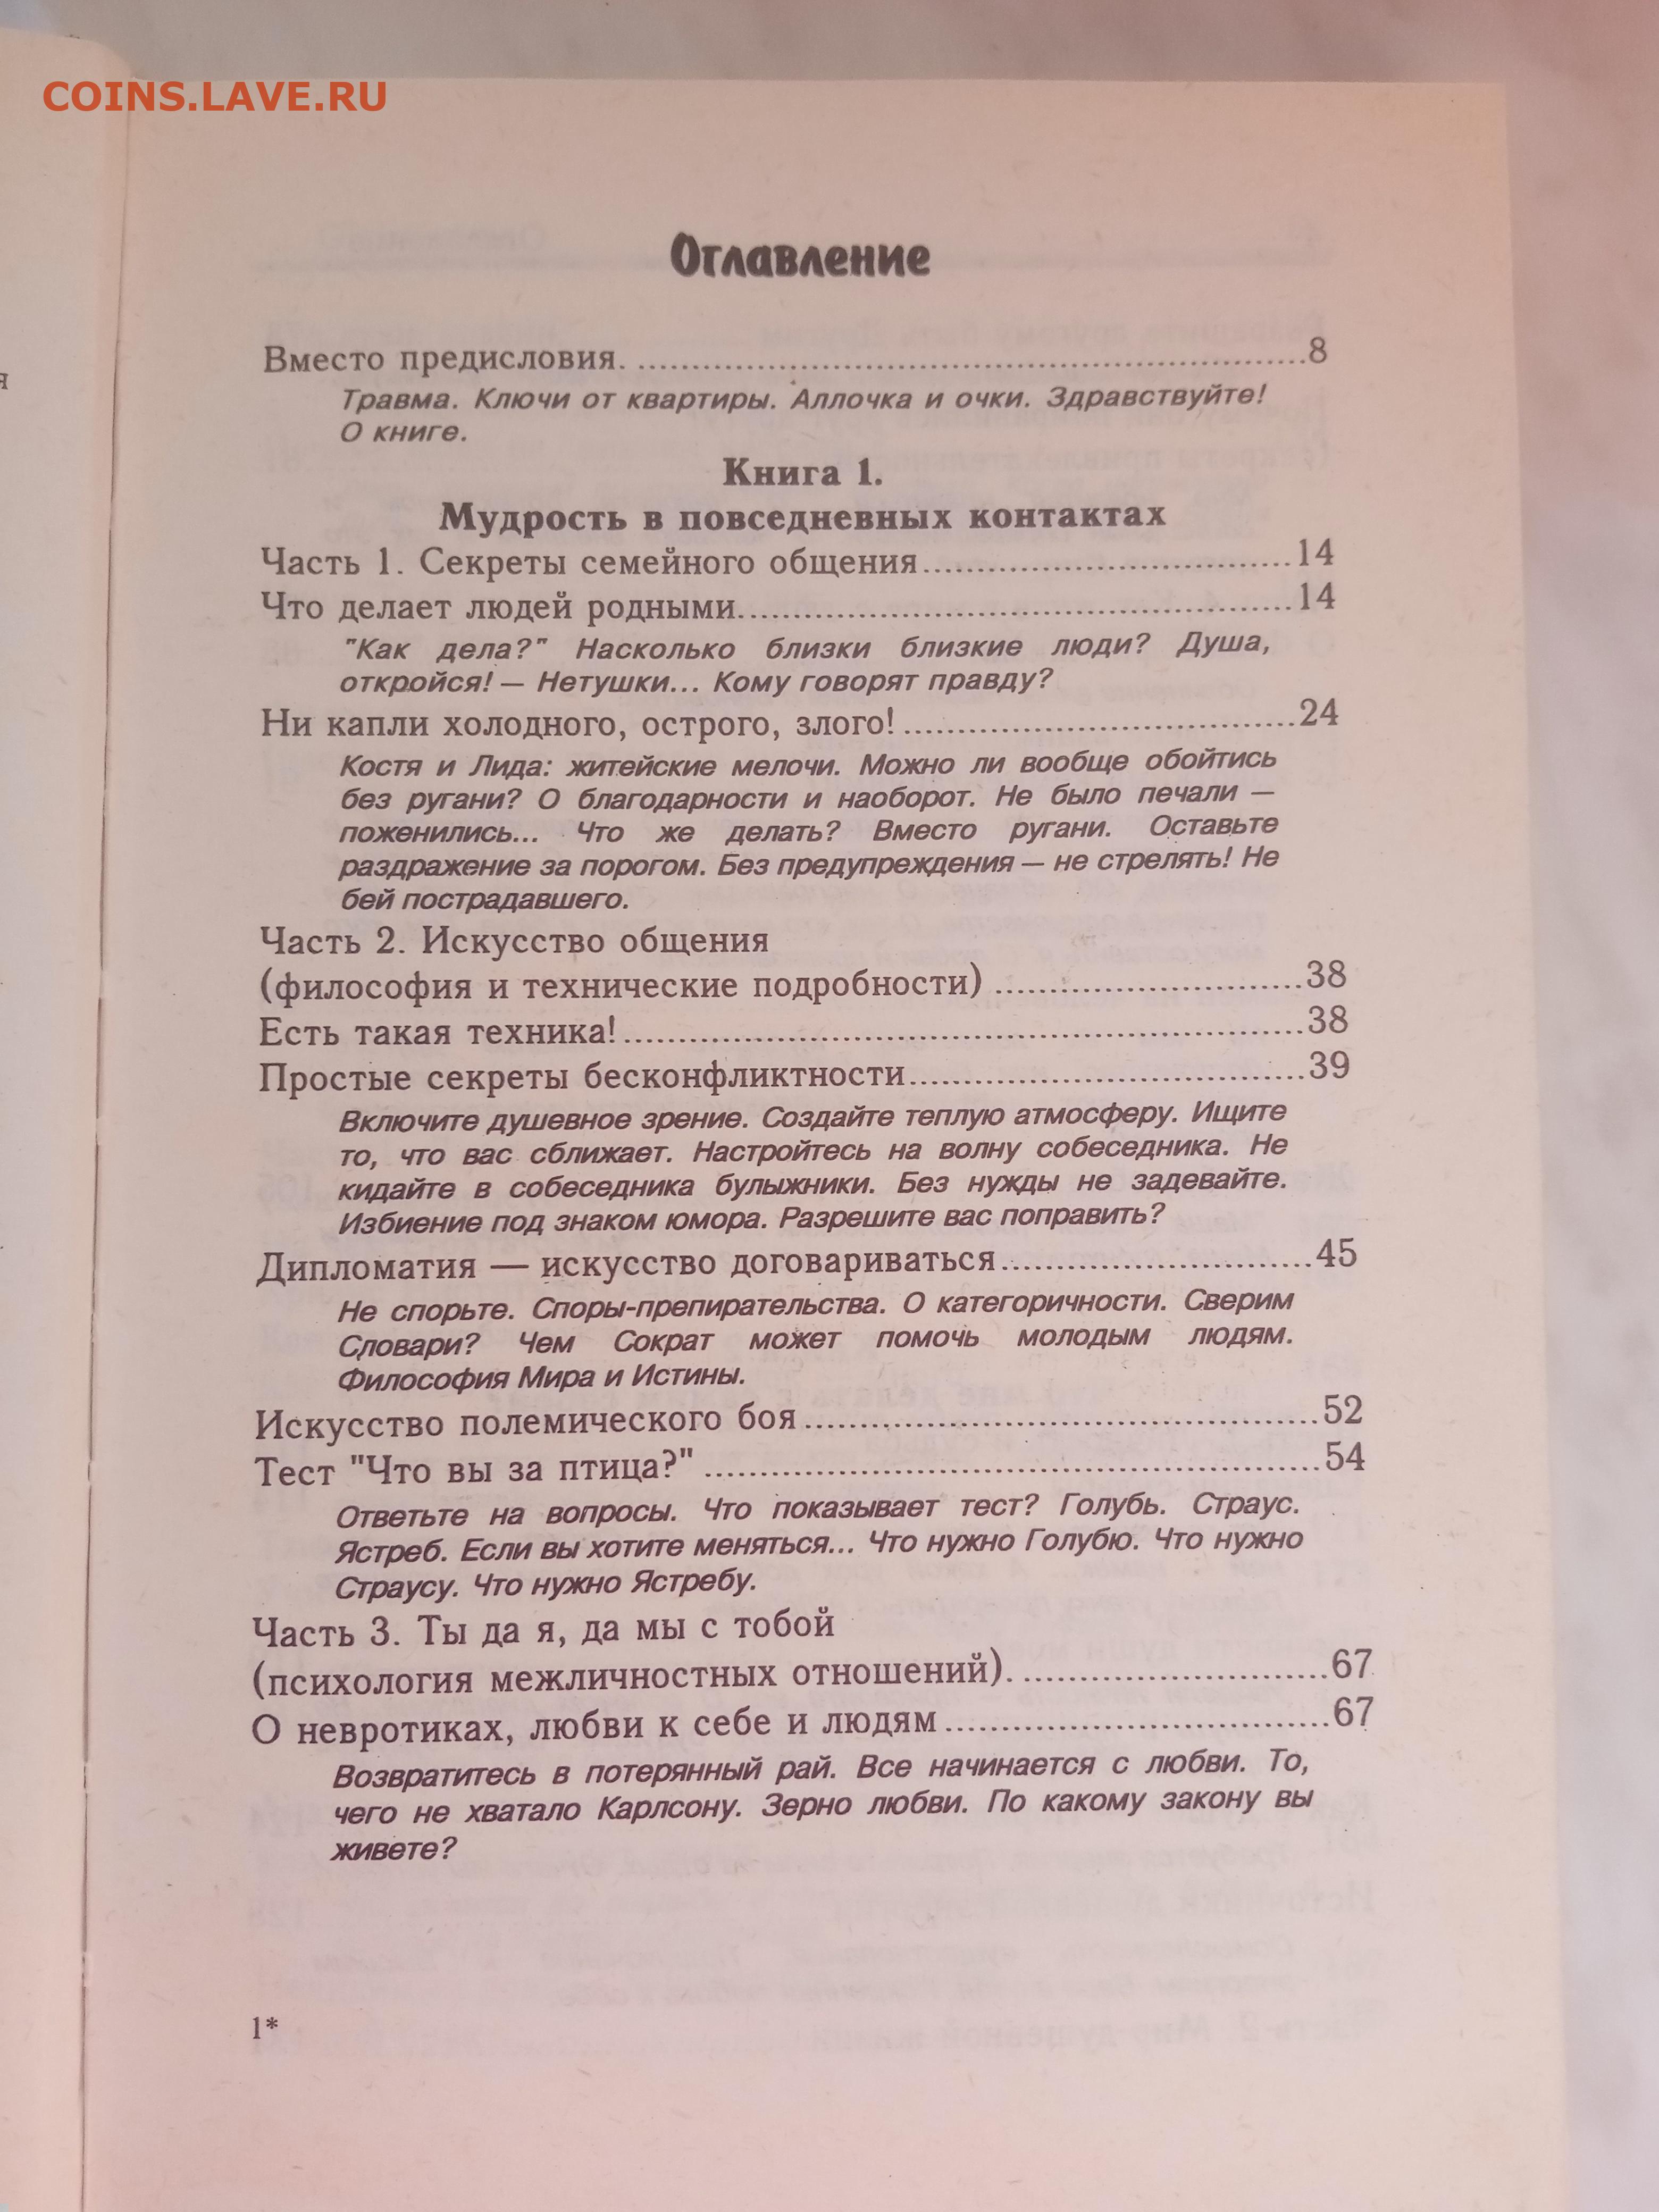 COINS.LAVE.RU
Оглавление
Вместо предисловия. ........ 8
Травма. Ключи от квартиры. Аллочка и очки. Здравствуйте!
О книге.
Книга 1.
Мудрость в повседневных контактах
Часть 1. Секреты семейного общения ........ 14
Что делает людей родными ........ 14
"Как дела?" Насколько близки близкие люди? Душа,
откройся! — Нетушки... Кому говорят правду?
Ни капли холодного, острого, злого! ........ 24
Костя и Лида: житейские мелочи. Можно ли вообще обойтись
без ругани? О благодарности и наоборот. Не было печали —
поженились... Что же делать? Вместо ругани. Оставьте
раздражение за порогом. Без предупреждения — не стрелять! Не
бей пострадавшего.
Часть 2. Искусство общения
(философия и технические подробности) ........ 38
Есть такая техника! ........ 38
Простые секреты бесконфликтности ........ 39
Включите душевное зрение. Создайте теплую атмосферу. Ищите
то, что вас сближает. Настройтесь на волну собеседника. Не
кидайте в собеседника булыжники. Без нужды не задевайте.
Избиение под знаком юмора. Разрешите вас поправить?
Дипломатия — искусство договариваться ........ 45
Не спорьте. Споры-препирательства. О категоричности. Сверим
Словари? Чем Сократ может помочь молодым людям.
Философия Мира и Истины.
Искусство полемического боя ........ 52
Тест "Что вы за птица?" ........ 54
Ответьте на вопросы. Что показывает тест? Голубь. Страус.
Ястреб. Если вы хотите меняться... Что нужно Голубю. Что нужно
Страусу. Что нужно Ястребу.
Часть 3. Ты да я, да мы с тобой
(психология межличностных отношений). ........ 67
О невротиках, любви к себе и людям ........ 67
Возвратитесь в потерянный рай. Все начинается с любви. То,
чего не хватало Карлсону. Зерно любви. По какому закону вы
живете?
1*